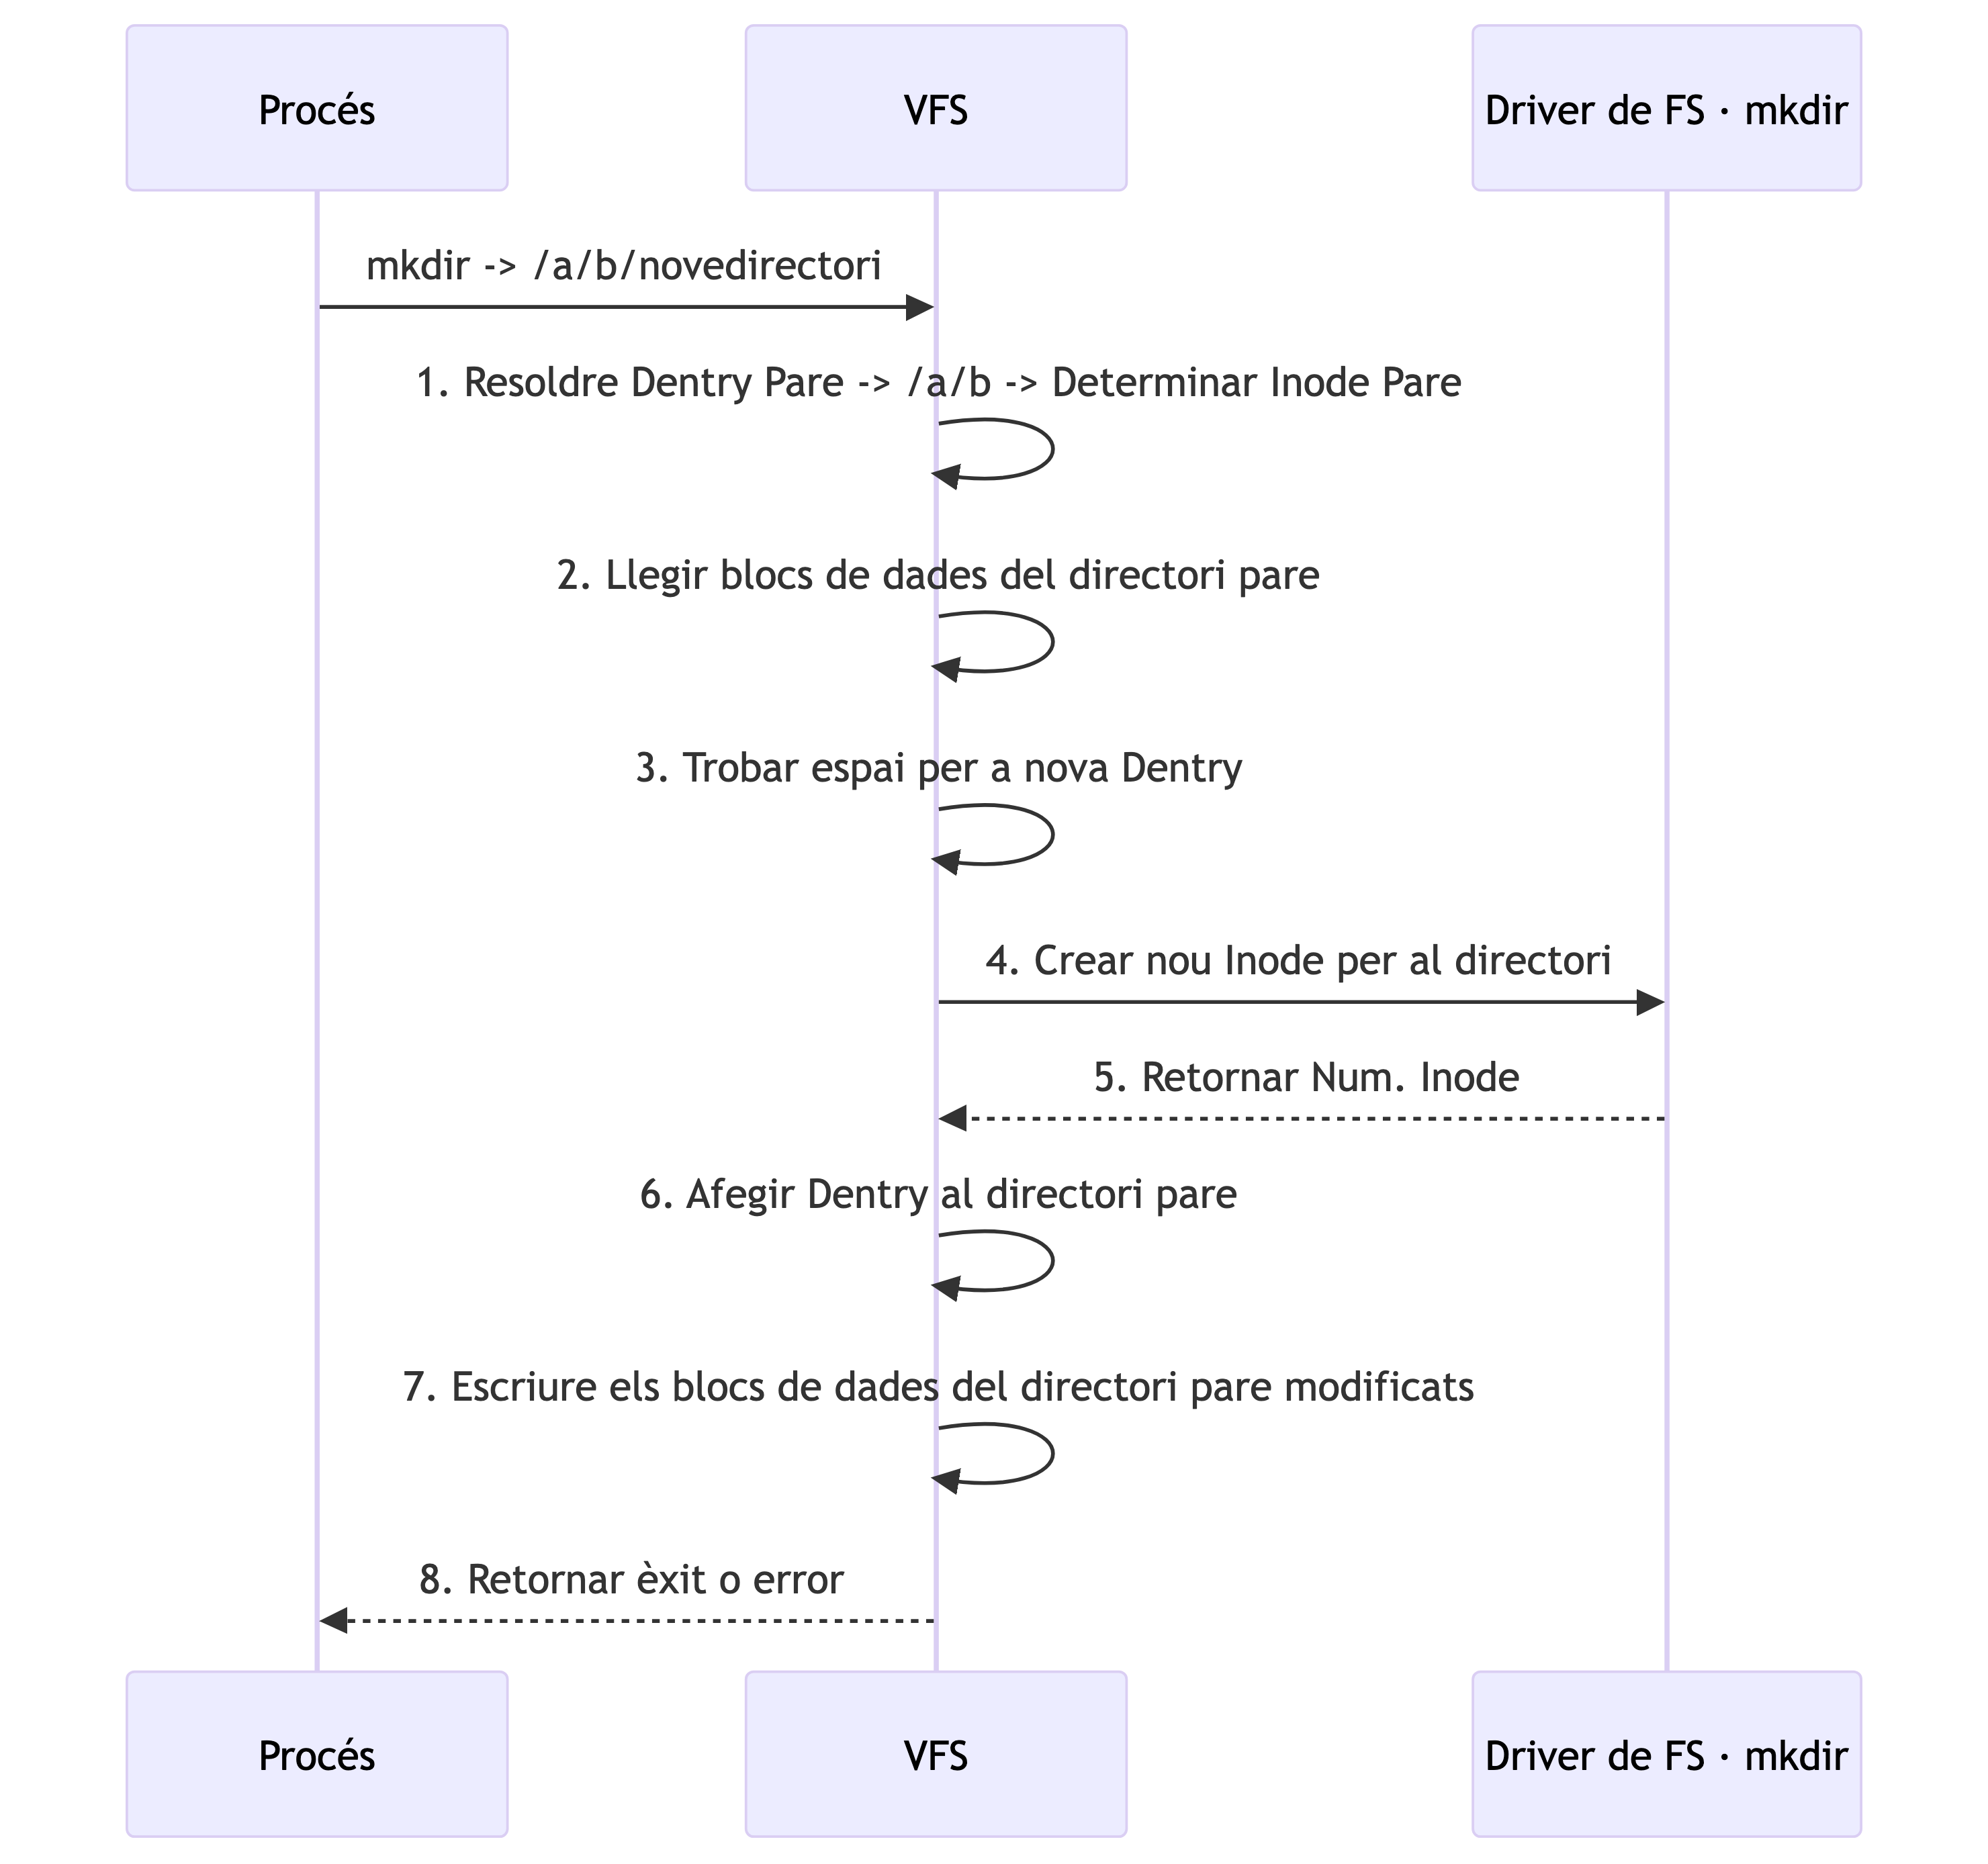 Procés
VFS
Driver de FS · mkdir
mkdir -> /a/b/novedirectori
1. Resoldre Dentry Pare -> /a/b -> Determinar Inode Pare
2. Llegir blocs de dades del directori pare
3. Trobar espai per a nova Dentry
4. Crear nou Inode per al directori
5. Retornar Num. Inode
6. Afegir Dentry al directori pare
7. Escriure els blocs de dades del directori pare modificats
8. Retornar èxit o error
Procés
VFS
Driver de FS · mkdir